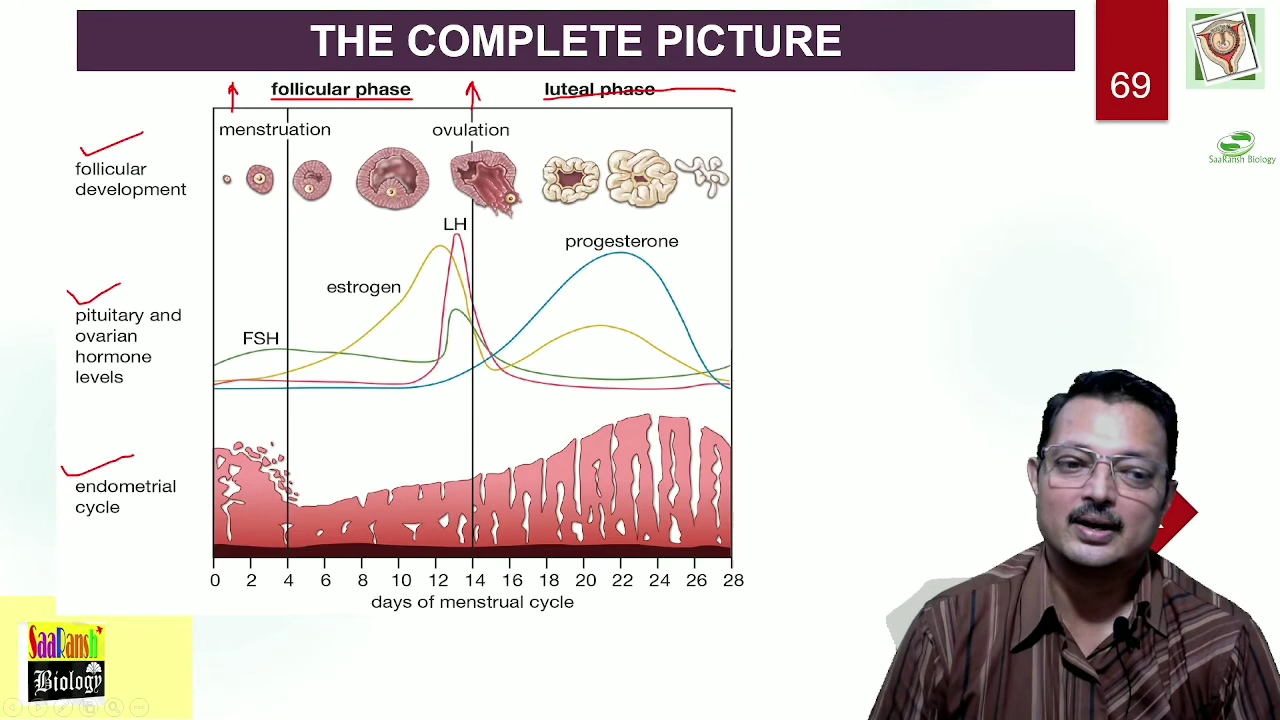 THE COMPLETE PICTURE
69
follicular phase
luteal phase
menstruation
ovulation
follicular
development
SaaRansh Biology
LH
progesterone
estrogen
pituitary and
ovarian
hormone
levels
FSH
endometrial
cycle
0 2 4 6 8 10 12 14 16 18 20 22 24 26 28
days of menstrual cycle
SaaRansh
Biology